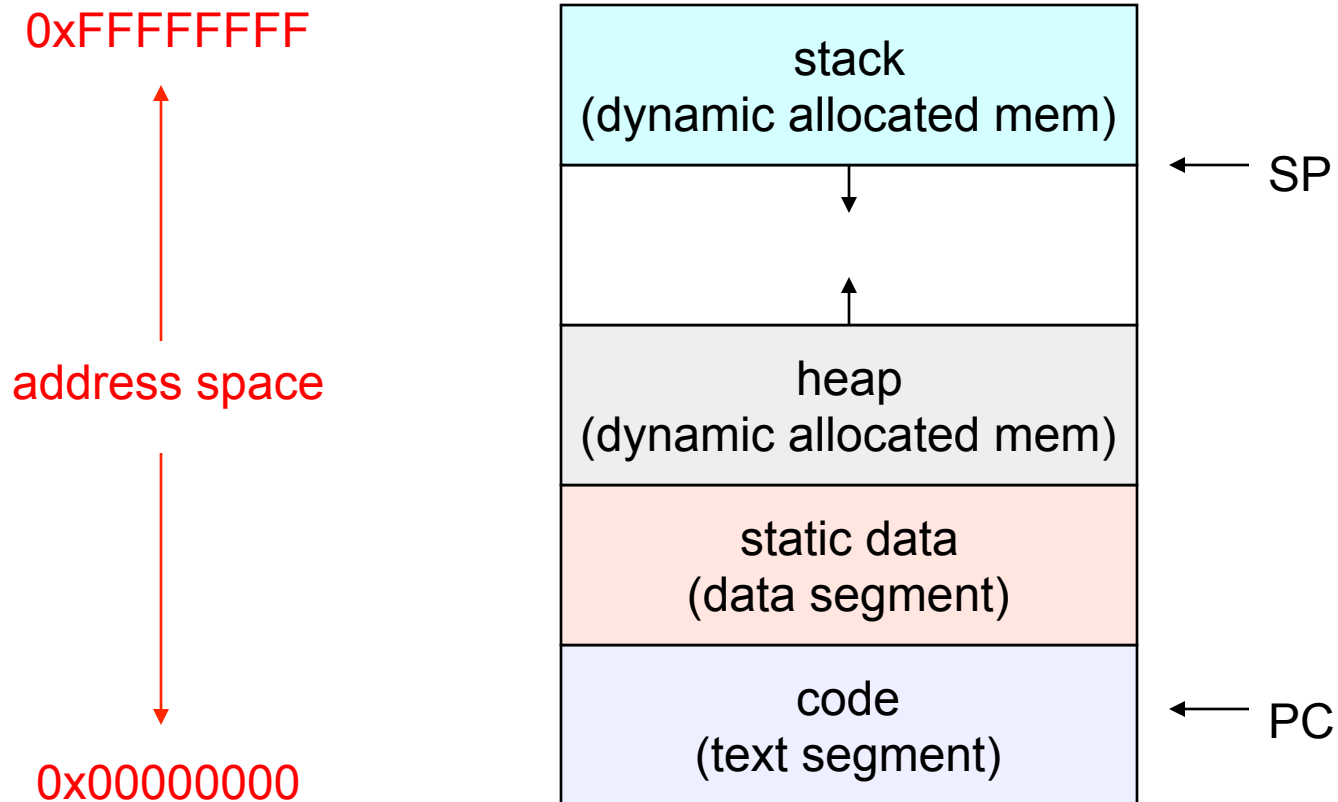 0xFFFFFFFF
stack
(dynamic allocated mem)
SP
address space
heap
(dynamic allocated mem)
static data
(data segment)
code
(text segment)
PC
0x00000000